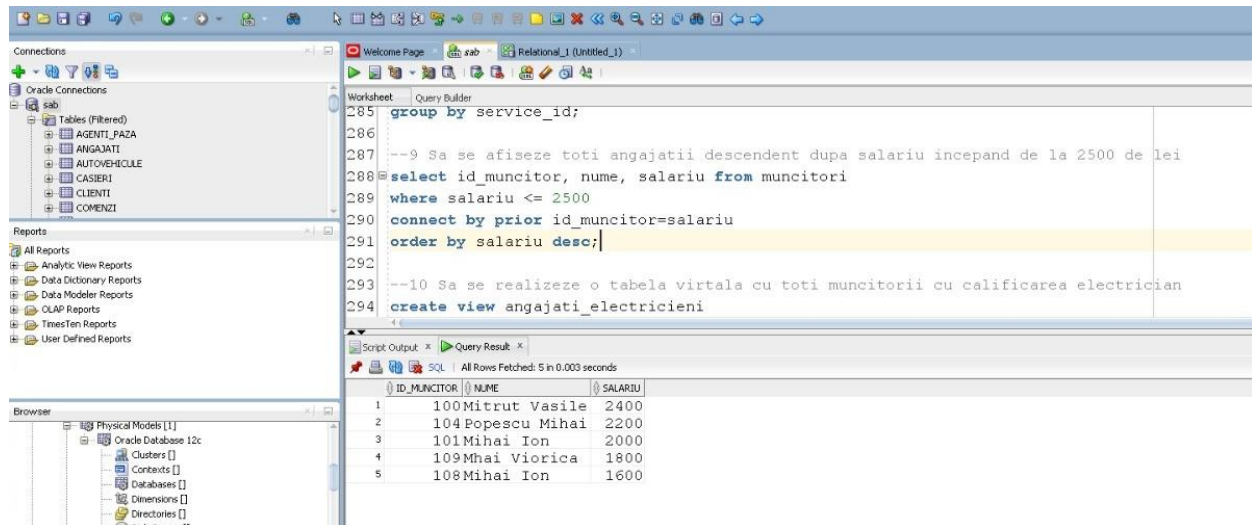 Connections
Oracle Connections
sab
Tables (Filtered)
AGENTI_PAZA
ANGAJATI
AUTOVEHICULE
CASIERI
CLIENTI
COMENZI
Reports
All Reports
Analytic View Reports
Data Dictionary Reports
Data Modeler Reports
OLAP Reports
TimesTen Reports
User Defined Reports
Browser
Physical Models [1]
Oracle Database 12c
Clusters []
Contexts []
Databases []
Dimensions []
Directories []
Welcome Page sab Relational_1 (Untitled_1)
Worksheet Query Builder
285 group by service_id;
286
287 --9 Sa se afiseze toti angajatii descendent dupa salariu incepand de la 2500 de lei
288 select id_muncitor, nume, salariu from muncitori
289 where salariu <= 2500
290 connect by prior id_muncitor=salariu
291 order by salariu desc;
292
293 --10 Sa se realizeze o tabela virtala cu toti muncitorii cu calificarea electrician
294 create view angajati_electricieni
Script Output Query Result
SQL | All Rows Fetched: 5 in 0.003 seconds
ID_MUNCITOR NUME SALARIU
1 100 Mitrut Vasile 2400
2 104 Popescu Mihai 2200
3 101 Mihai Ion 2000
4 109 Mhai Viorica 1800
5 108 Mihai Ion 1600